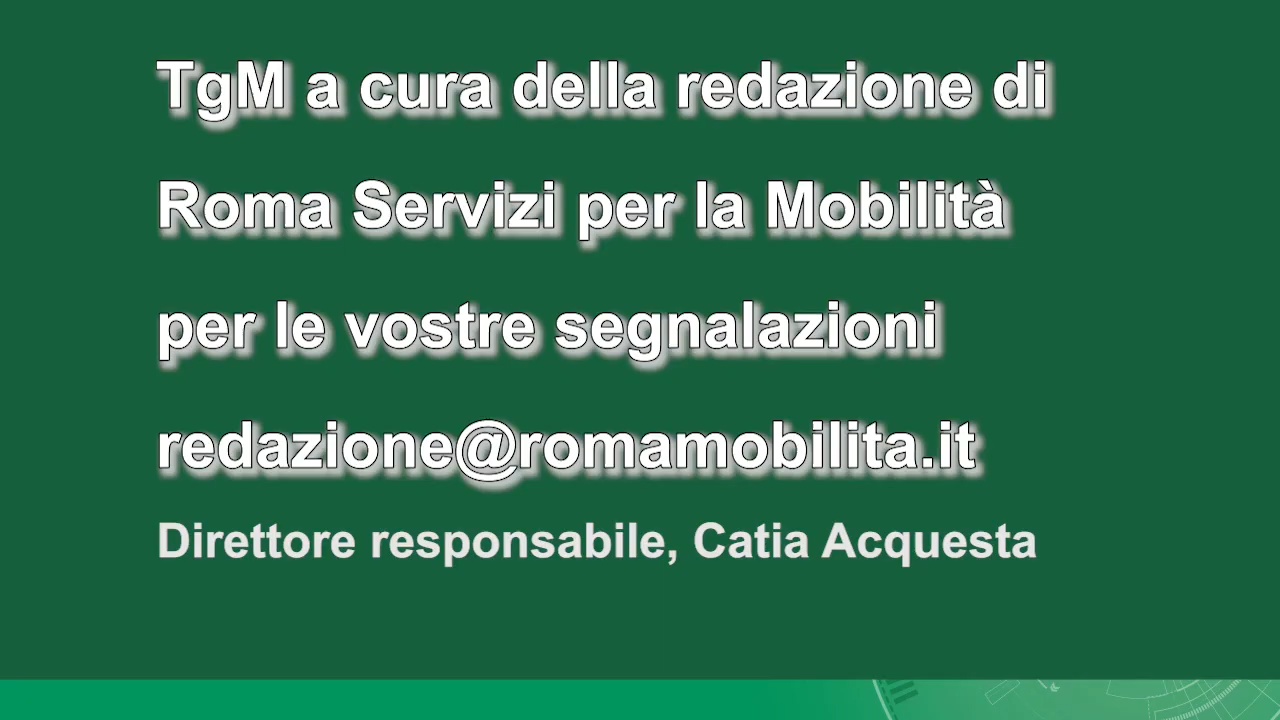 TgM a cura della redazione di
Roma Servizi per la Mobilità
per le vostre segnalazioni
redazione@romamobilita.it
Direttore responsabile, Catia Acquesta